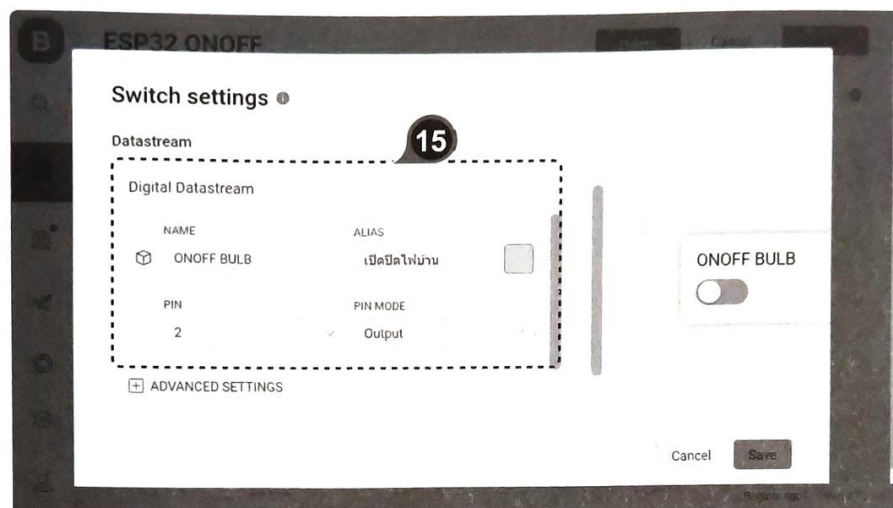 B
ESP32 ONOFF
Cancel
Switch settings
Datastream
15
Digital Datastream
NAME
ALIAS
ONOFF BULB
เปิดปิดไฟบ้าน
PIN
PIN MODE
2
Output
ADVANCED SETTINGS
ONOFF BULB
Cancel
Save